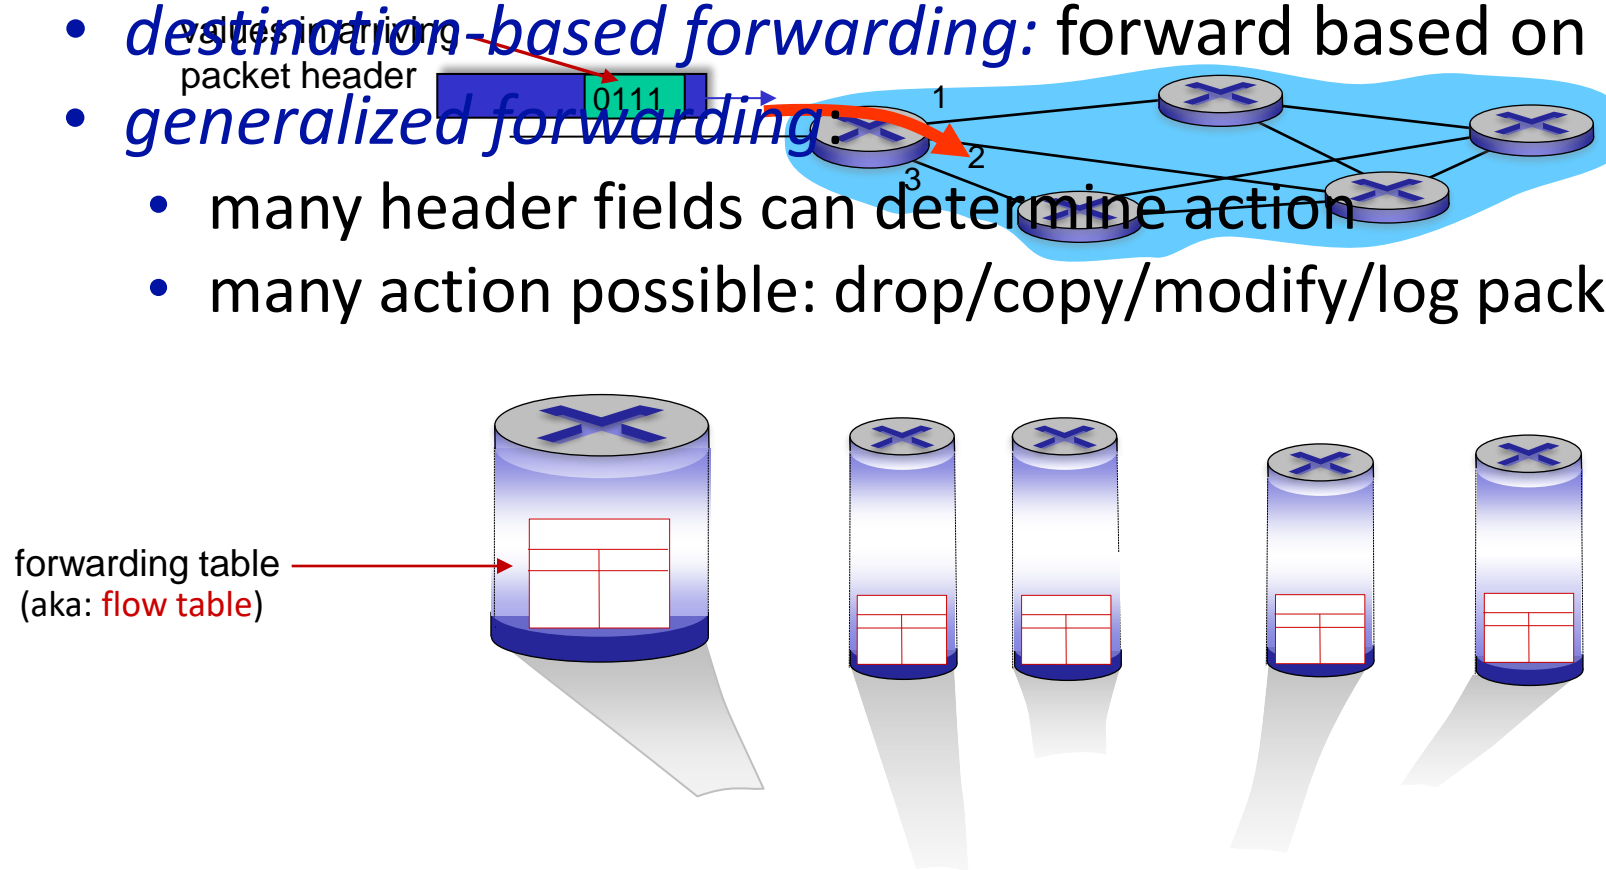 • destination-based forwarding: forward based on
values in arriving
packet header
0111
• generalized forwarding:
1
2
3
• many header fields can determine action
• many action possible: drop/copy/modify/log pack
forwarding table
(aka: flow table)